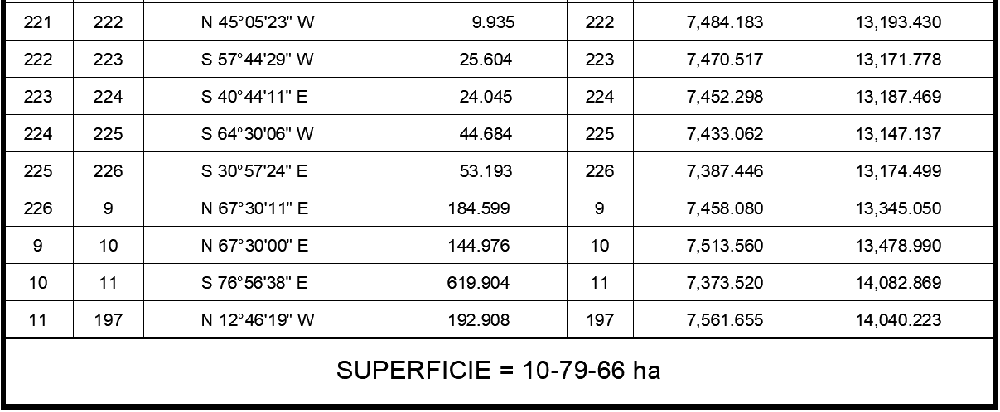 221 222 N 45°05'23" W 9.935 222 7,484.183 13,193.430
222 223 S 57°44'29" W 25.604 223 7,470.517 13,171.778
223 224 S 40°44'11" E 24.045 224 7,452.298 13,187.469
224 225 S 64°30'06" W 44.684 225 7,433.062 13,147.137
225 226 S 30°57'24" E 53.193 226 7,387.446 13,174.499
226 9 N 67°30'11" E 184.599 9 7,458.080 13,345.050
9 10 N 67°30'00" E 144.976 10 7,513.560 13,478.990
10 11 S 76°56'38" E 619.904 11 7,373.520 14,082.869
11 197 N 12°46'19" W 192.908 197 7,561.655 14,040.223
SUPERFICIE = 10-79-66 ha